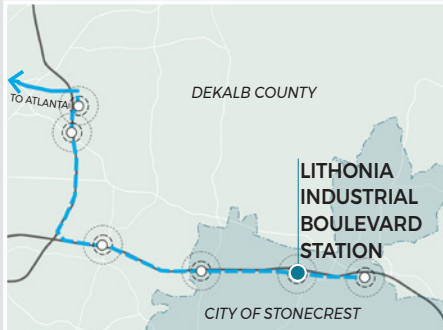 TO ATLANTA
DEKALB COUNTY
LITHONIA
INDUSTRIAL
BOULEVARD
STATION
CITY OF STONECREST